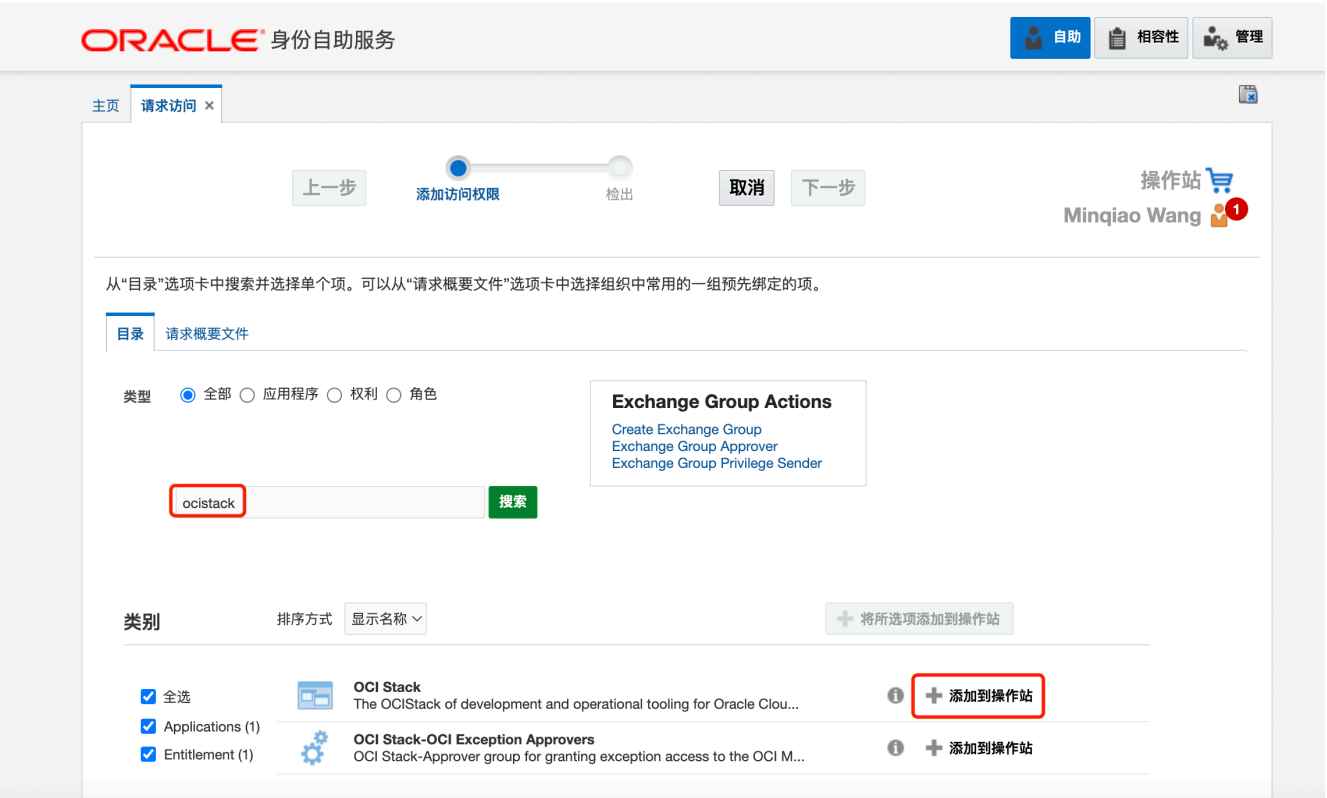 ORACLE 身份自助服务
自助
相容性
管理
主页
请求访问 ×
上一步
添加访问权限
检出
取消
下一步
操作站
Minqiao Wang 1
从“目录”选项卡中搜索并选择单个项。可以从“请求概要文件”选项卡中选择组织中常用的一组预先绑定的项。
目录
请求概要文件
类型
全部
应用程序
权利
角色
Exchange Group Actions
Create Exchange Group
Exchange Group Approver
Exchange Group Privilege Sender
ocistack
搜索
类别
排序方式
显示名称
将所选项添加到操作站
全选
Applications (1)
Entitlement (1)
OCI Stack
The OCIStack of development and operational tooling for Oracle Clou...
添加到操作站
OCI Stack-OCI Exception Approvers
OCI Stack-Approver group for granting exception access to the OCI M...
添加到操作站